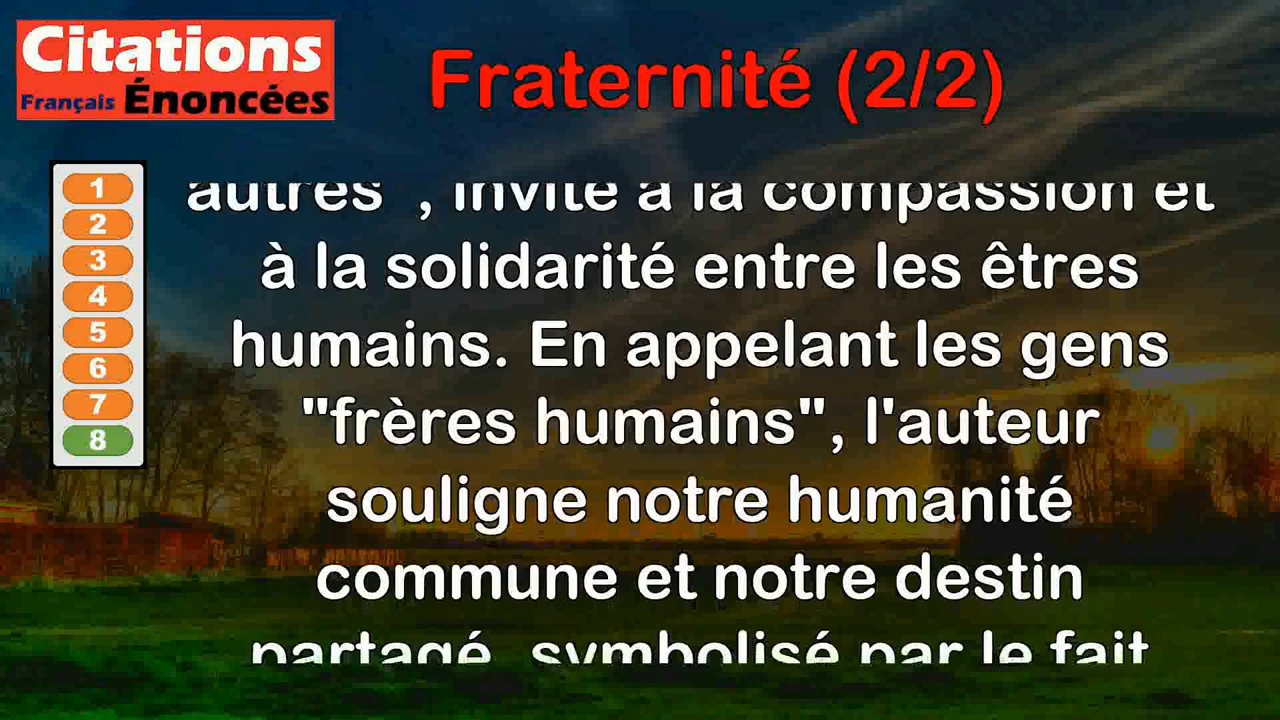 Citations
Français Énoncées
Fraternité (2/2)
1
2
3
4
5
6
7
8
autres", invite à la compassion et
à la solidarité entre les êtres
humains. En appelant les gens
"frères humains", l'auteur
souligne notre humanité
commune et notre destin
partagé, symbolisé par le fait